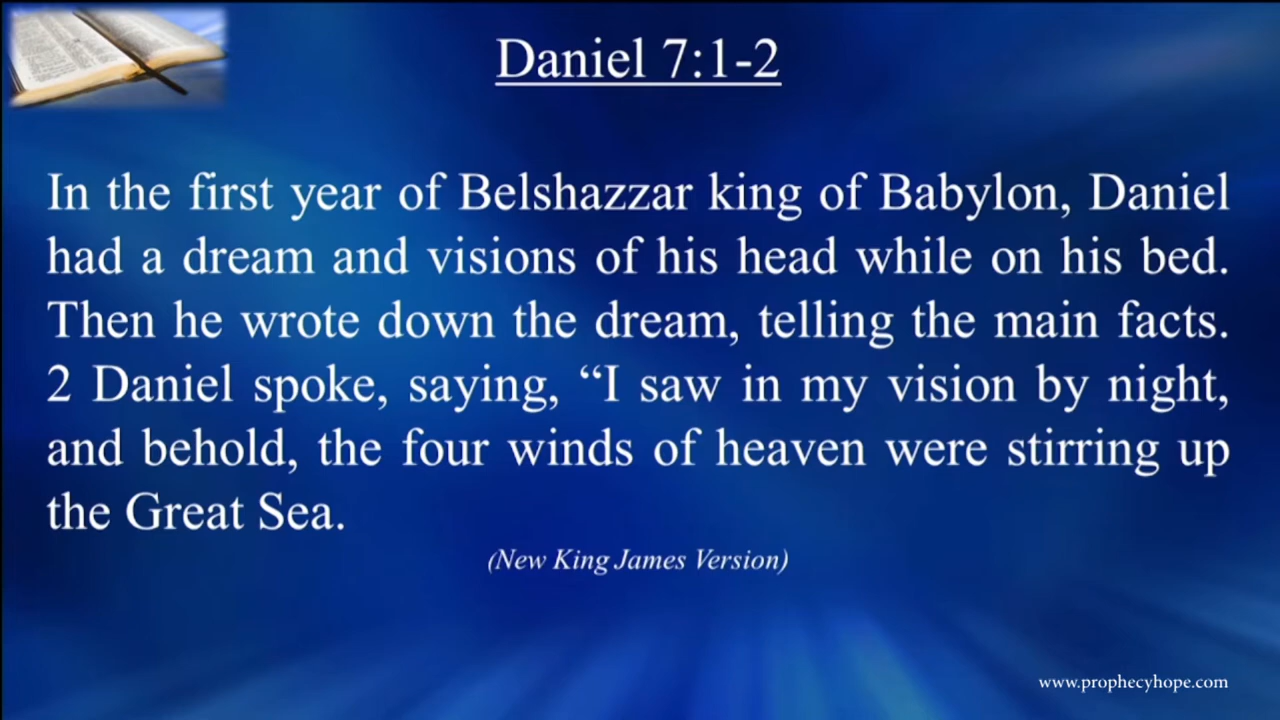 Daniel 7:1-2
In the first year of Belshazzar king of Babylon, Daniel
had a dream and visions of his head while on his bed.
Then he wrote down the dream, telling the main facts.
2 Daniel spoke, saying, “I saw in my vision by night,
and behold, the four winds of heaven were stirring up
the Great Sea.
(New King James Version)
www.prophecyhope.com